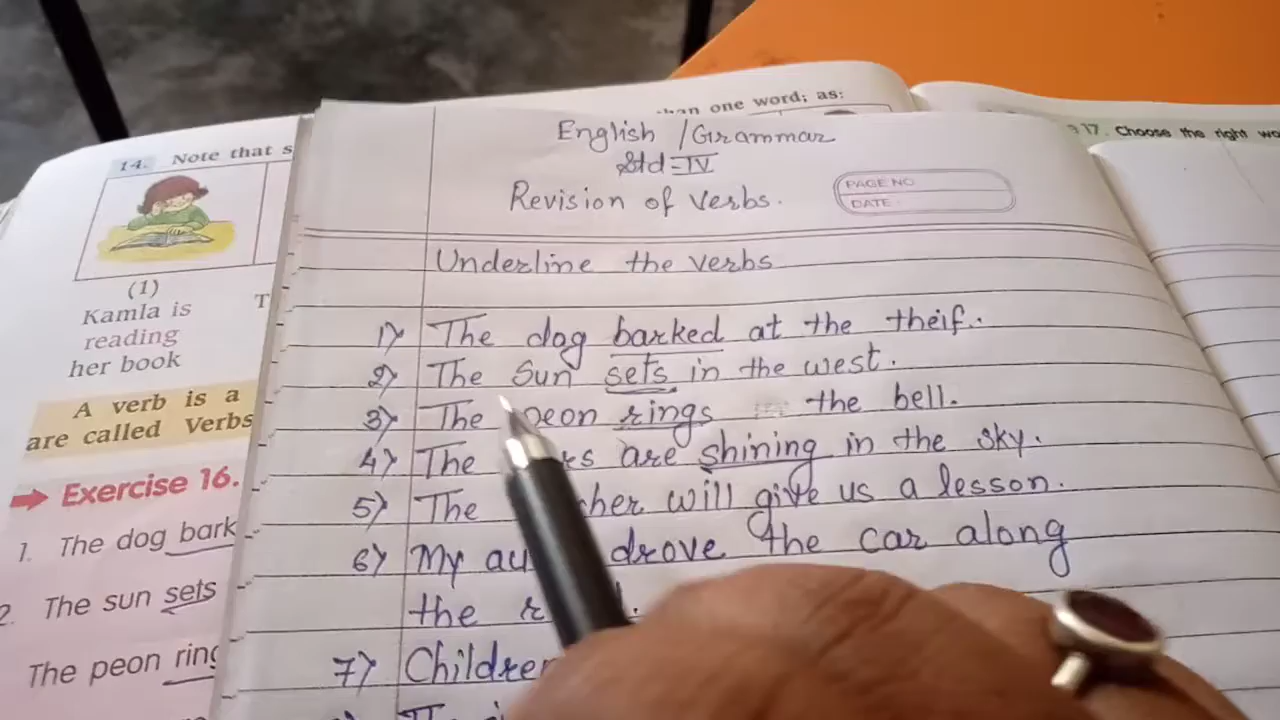 than one word; as:
17. Choose the right
14. Note that
(1)
Kamla is
reading
her book
A verb is a
are called Verbs
Exercise 16.
1. The dog bark
2. The sun sets
The peon ring
English / Grammar
Std = IV
Revision of Verbs.
PAGE NO
DATE
Underline the verbs
1) The dog barked at the theif.
2) The Sun sets in the west.
3) The peon rings the bell.
4) The are shining in the sky.
5) The will give us a lesson.
6) My drove the car along
the
7) Children